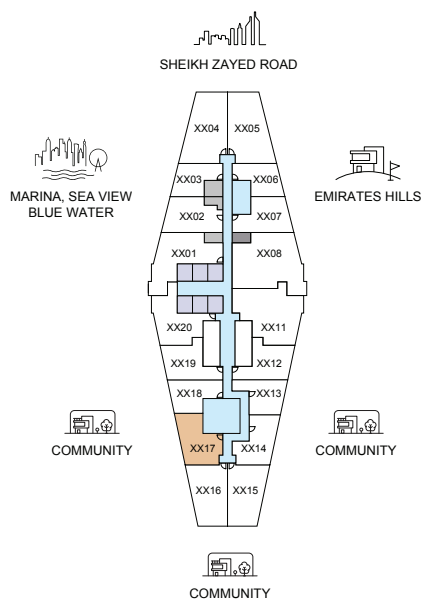 SHEIKH ZAYED ROAD
XX04 XX05
MARINA, SEA VIEW
BLUE WATER
XX03 XX06
EMIRATES HILLS
XX02 XX07
XX01 XX08
XX20 XX11
XX19 XX12
XX18 XX13
COMMUNITY
XX17 XX14
COMMUNITY
XX16 XX15
COMMUNITY